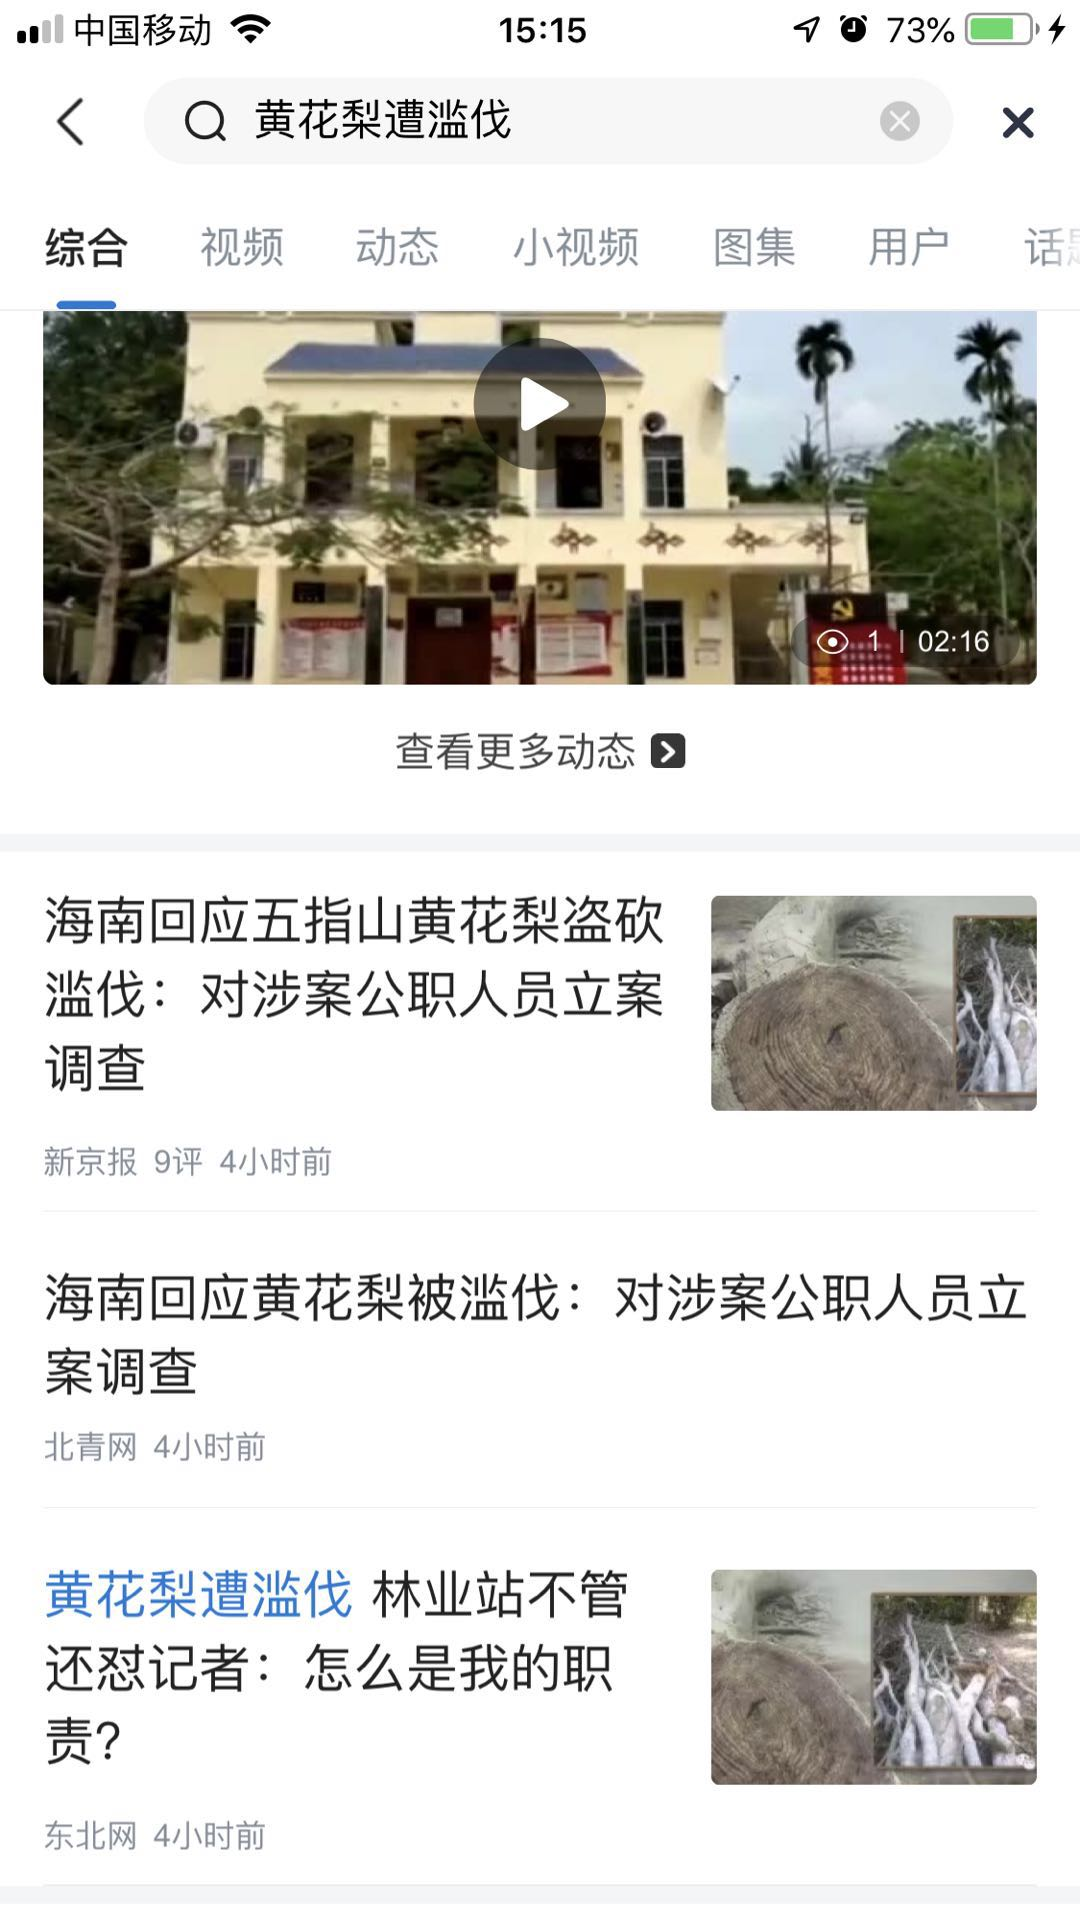 中国移动 15:15 73%
黄花梨遭滥伐
综合 视频 动态 小视频 图集 用户 话题
1 | 02:16
查看更多动态
海南回应五指山黄花梨盗砍
滥伐：对涉案公职人员立案
调查
新京报 9评 4小时前
海南回应黄花梨被滥伐：对涉案公职人员立
案调查
北青网 4小时前
黄花梨遭滥伐 林业站不管
还怼记者：怎么是我的职
责?
东北网 4小时前